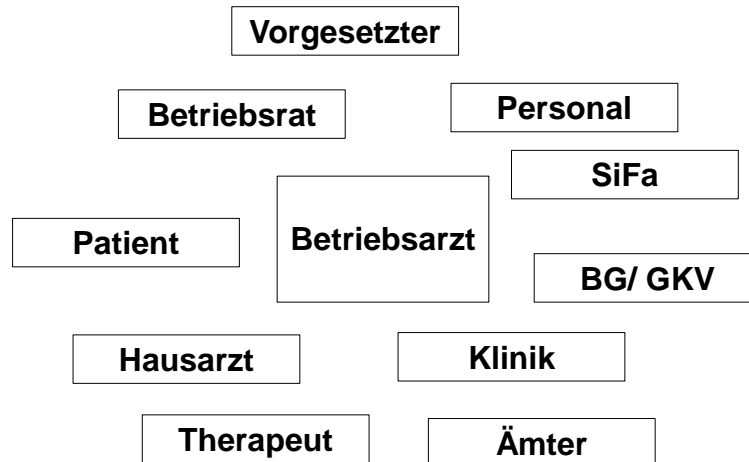 Vorgesetzter
Betriebsrat
Personal
SiFa
Betriebsarzt
Patient
BG/ GKV
Hausarzt
Klinik
Therapeut
Ämter